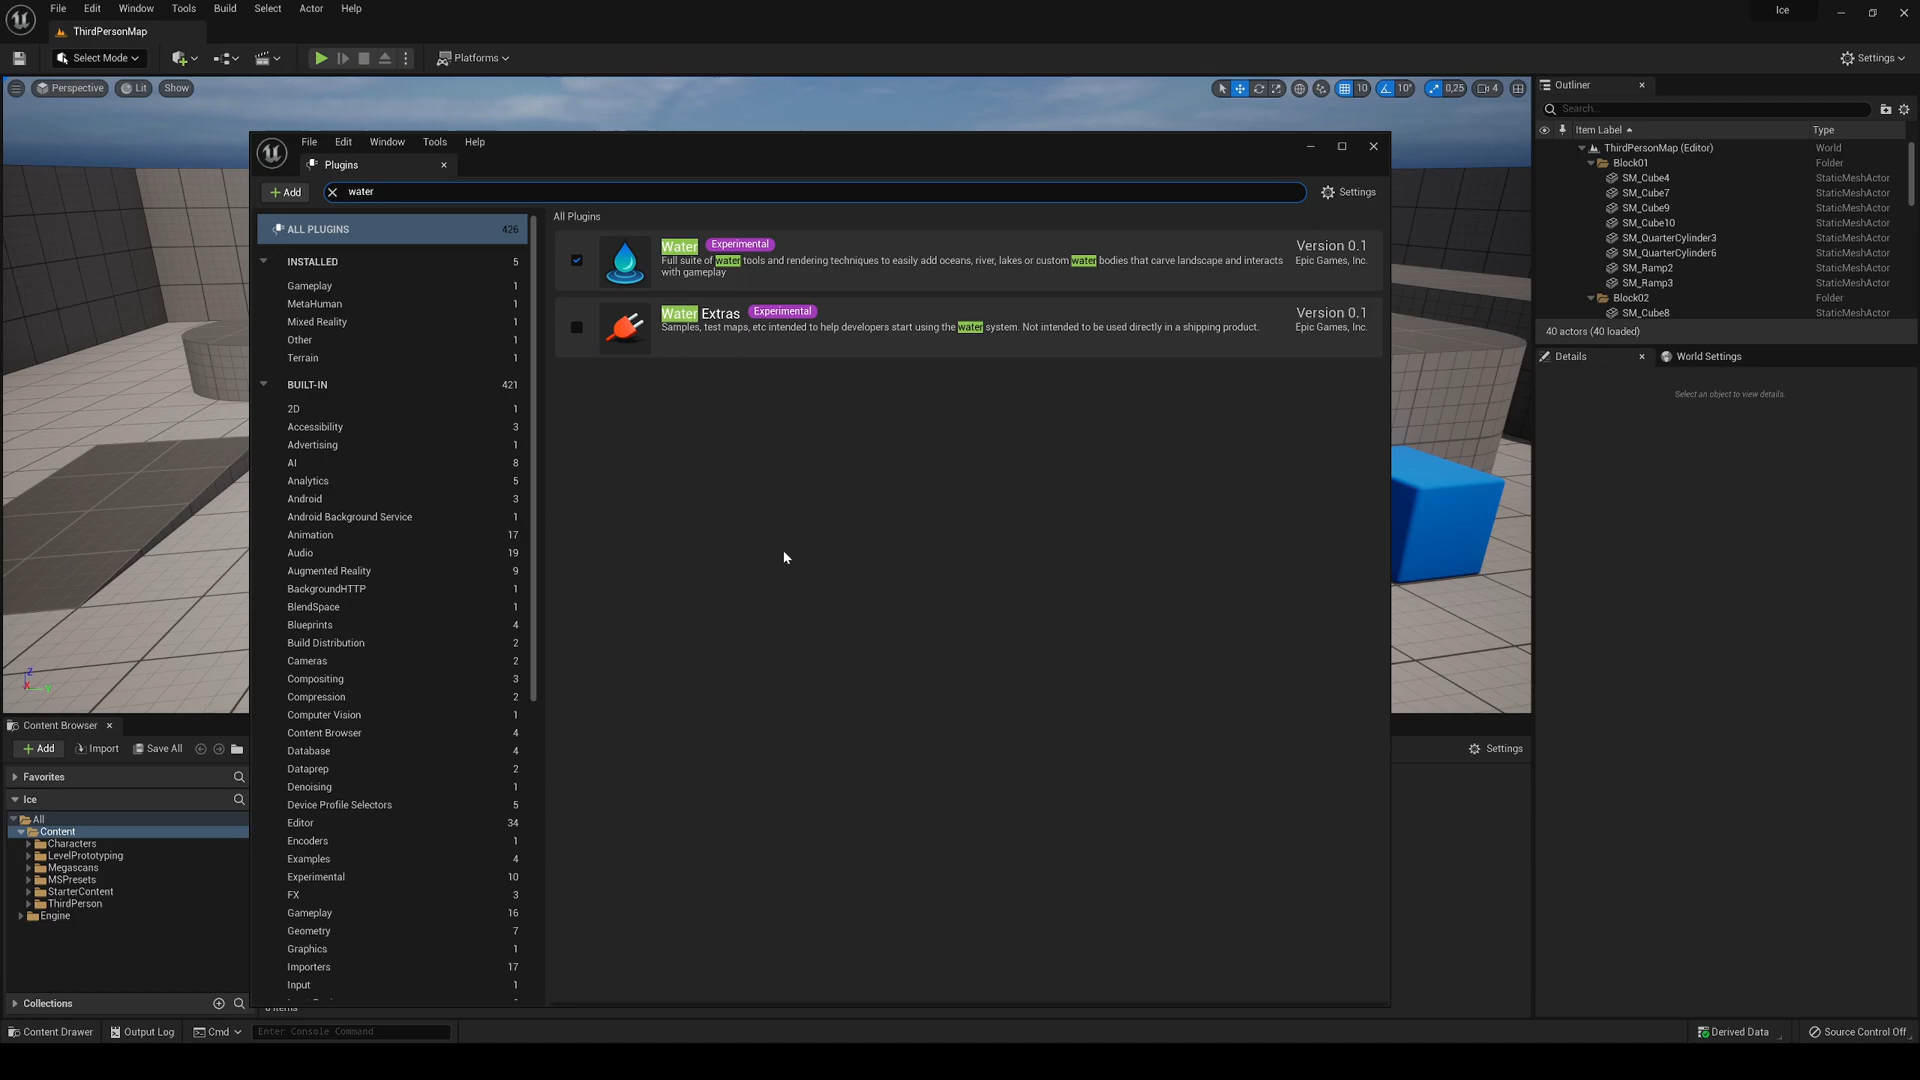 File Edit Window Tools Build Select Actor Help
Ice
ThirdPersonMap
Select Mode
Platforms
Settings
Perspective
Lit
Show
10
10°
0,25
4
Outliner
Search...
Item Label
Type
ThirdPersonMap (Editor) World
Block01 Folder
SM_Cube4 StaticMeshActor
SM_Cube7 StaticMeshActor
SM_Cube9 StaticMeshActor
SM_Cube10 StaticMeshActor
SM_QuarterCylinder3 StaticMeshActor
SM_QuarterCylinder6 StaticMeshActor
SM_Ramp2 StaticMeshActor
SM_Ramp3 StaticMeshActor
Block02 Folder
SM_Cube8 StaticMeshActor
40 actors (40 loaded)
Details
World Settings
Select an object to view details.
File Edit Window Tools Help
Plugins
Add
water
Settings
ALL PLUGINS 426
INSTALLED 5
Gameplay 1
MetaHuman 1
Mixed Reality 1
Other 1
Terrain 1
BUILT-IN 421
2D 1
Accessibility 3
Advertising 1
AI 8
Analytics 5
Android 3
Android Background Service 1
Animation 17
Audio 19
Augmented Reality 9
BackgroundHTTP 1
BlendSpace 1
Blueprints 4
Build Distribution 2
Cameras 2
Compositing 3
Compression 2
Computer Vision 1
Content Browser 4
Database 4
Dataprep 2
Denoising 1
Device Profile Selectors 5
Editor 34
Encoders 1
Examples 4
Experimental 10
FX 3
Gameplay 16
Geometry 7
Graphics 1
Importers 17
Input 1
All Plugins
Water Experimental
Version 0.1
Full suite of water tools and rendering techniques to easily add oceans, river, lakes or custom water bodies that carve landscape and interacts
with gameplay
Epic Games, Inc.
Water Extras Experimental
Version 0.1
Samples, test maps, etc intended to help developers start using the water system. Not intended to be used directly in a shipping product.
Epic Games, Inc.
Z
X
Y
Content Browser
Add
Import
Save All
Settings
Favorites
Ice
All
Content
Characters
LevelPrototyping
Megascans
MSPresets
StarterContent
ThirdPerson
Engine
Collections
Content Drawer
Output Log
Cmd
Enter Console Command
Derived Data
Source Control Off